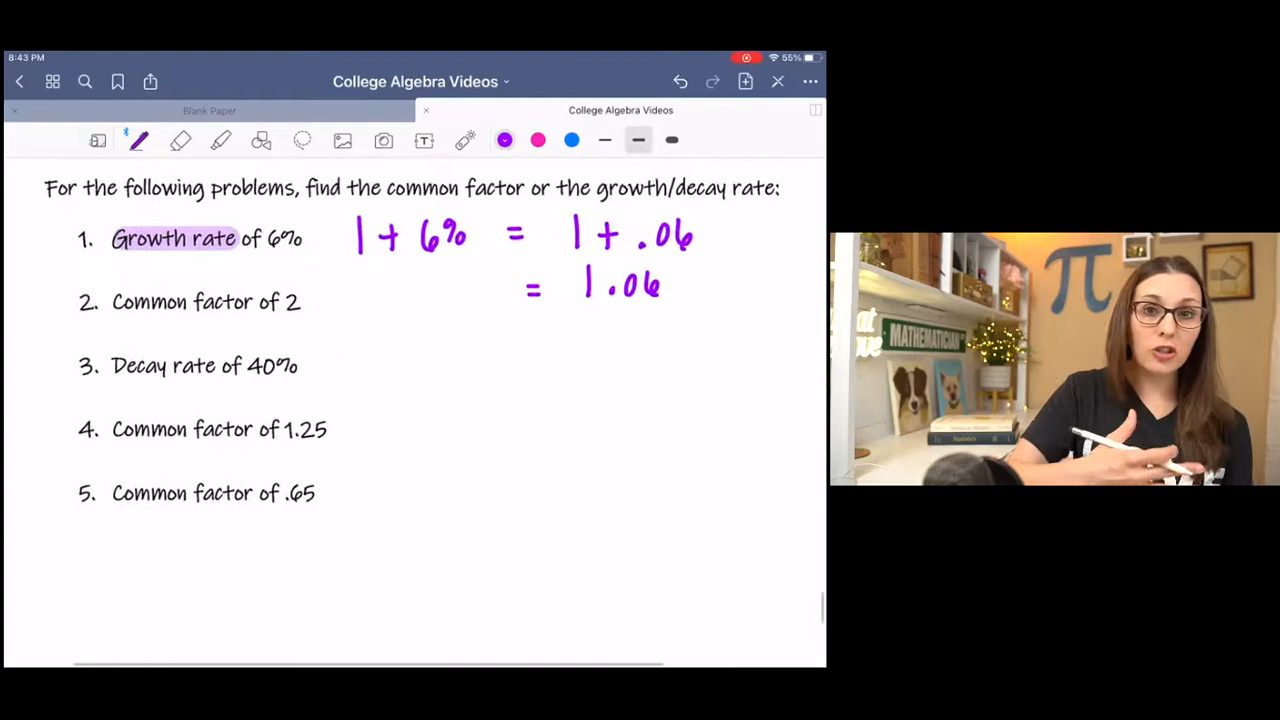 8:43 PM
55%
College Algebra Videos
Blank Paper
College Algebra Videos
T
For the following problems, find the common factor or the growth/decay rate:
1. Growth rate of 6% 1 + 6% = 1 + .06
= 1.06
2. Common factor of 2
3. Decay rate of 40%
4. Common factor of 1.25
5. Common factor of .65
MATHEMATICIAN
Statistics